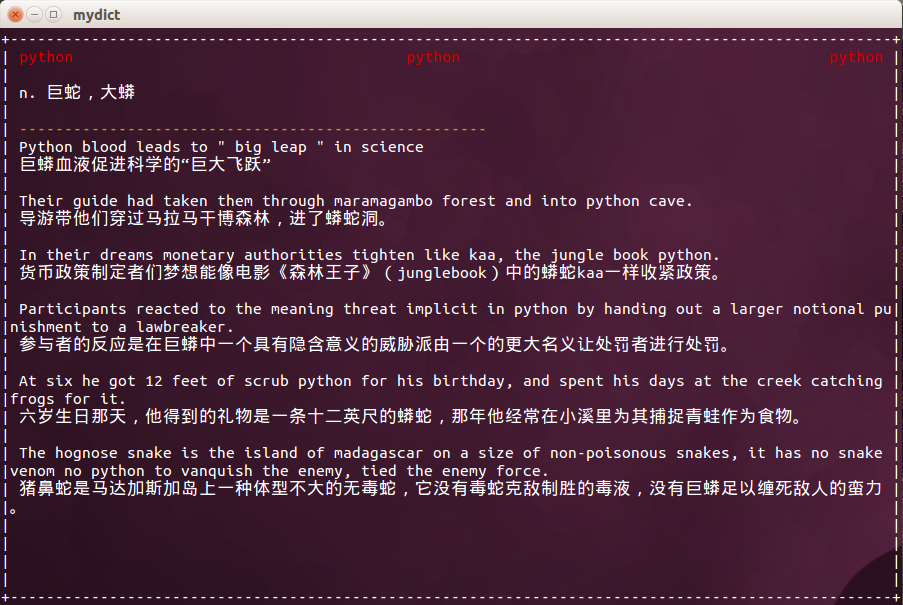 mydict
python python python
n. 巨蛇，大蟒
----------------------------------------------------
Python blood leads to " big leap " in science
巨蟒血液促进科学的“巨大飞跃”
Their guide had taken them through maramagambo forest and into python cave.
导游带他们穿过马拉马干博森林，进了蟒蛇洞。
In their dreams monetary authorities tighten like kaa, the jungle book python.
货币政策制定者们梦想能像电影《森林王子》（junglebook）中的蟒蛇kaa一样收紧政策。
Participants reacted to the meaning threat implicit in python by handing out a larger notional pu
nishment to a lawbreaker.
参与者的反应是在巨蟒中一个具有隐含意义的威胁派由一个的更大名义让处罚者进行处罚。
At six he got 12 feet of scrub python for his birthday, and spent his days at the creek catching
frogs for it.
六岁生日那天，他得到的礼物是一条十二英尺的蟒蛇，那年他经常在小溪里为其捕捉青蛙作为食物。
The hognose snake is the island of madagascar on a size of non-poisonous snakes, it has no snake
venom no python to vanquish the enemy, tied the enemy force.
猪鼻蛇是马达加斯加岛上一种体型不大的无毒蛇，它没有毒蛇克敌制胜的毒液，没有巨蟒足以缠死敌人的蛮力
。